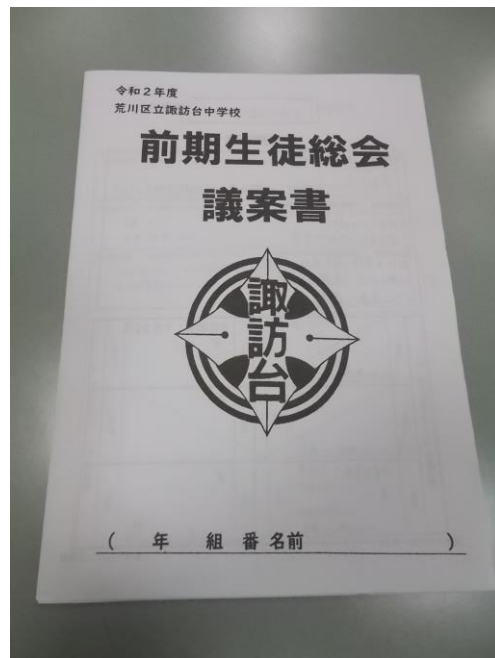 令和２年度
荒川区立諏訪台中学校
前期生徒総会
議案書
諏訪台
（　年　組　番 名前　　　　　　　）